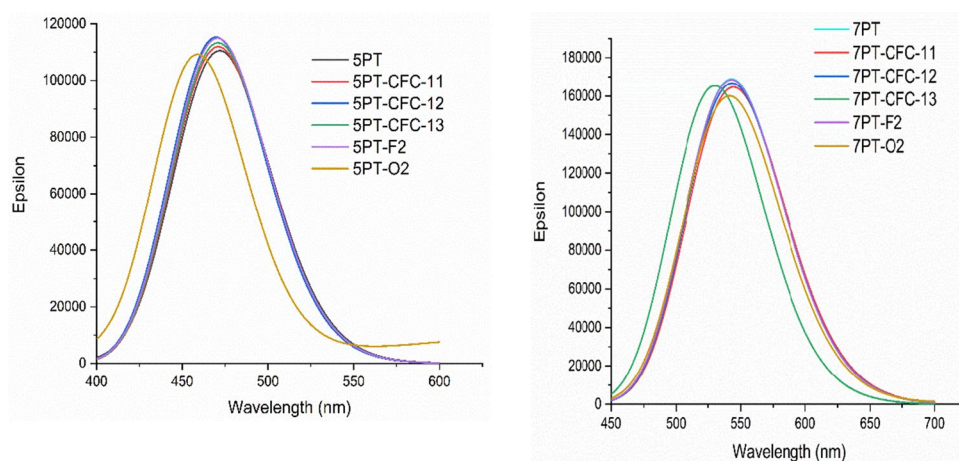 120000
100000
80000
60000
40000
20000
0
400
450
500
550
600
Epsilon
Wavelength (nm)
5PT
5PT-CFC-11
5PT-CFC-12
5PT-CFC-13
5PT-F2
5PT-O2
180000
160000
140000
120000
100000
80000
60000
40000
20000
0
450
500
550
600
650
700
Epsilon
Wavelength (nm)
7PT
7PT-CFC-11
7PT-CFC-12
7PT-CFC-13
7PT-F2
7PT-O2